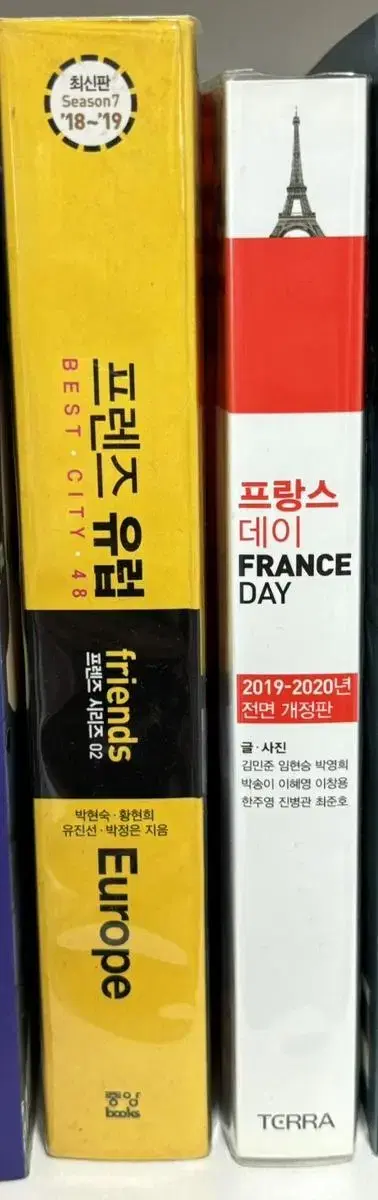 최신판
Season7
'18~'19
프렌즈 유럽
BEST · CITY · 48
friends
프렌즈 시리즈 02
박현숙 · 황현희
유진선 · 박정은 지음
Europe
중앙
books
프랑스
데이
FRANCE
DAY
2019-2020년
전면 개정판
글 · 사진
김민준 임현승 박영희
박송이 이혜영 이창용
한주영 진병관 최준호
TERRA